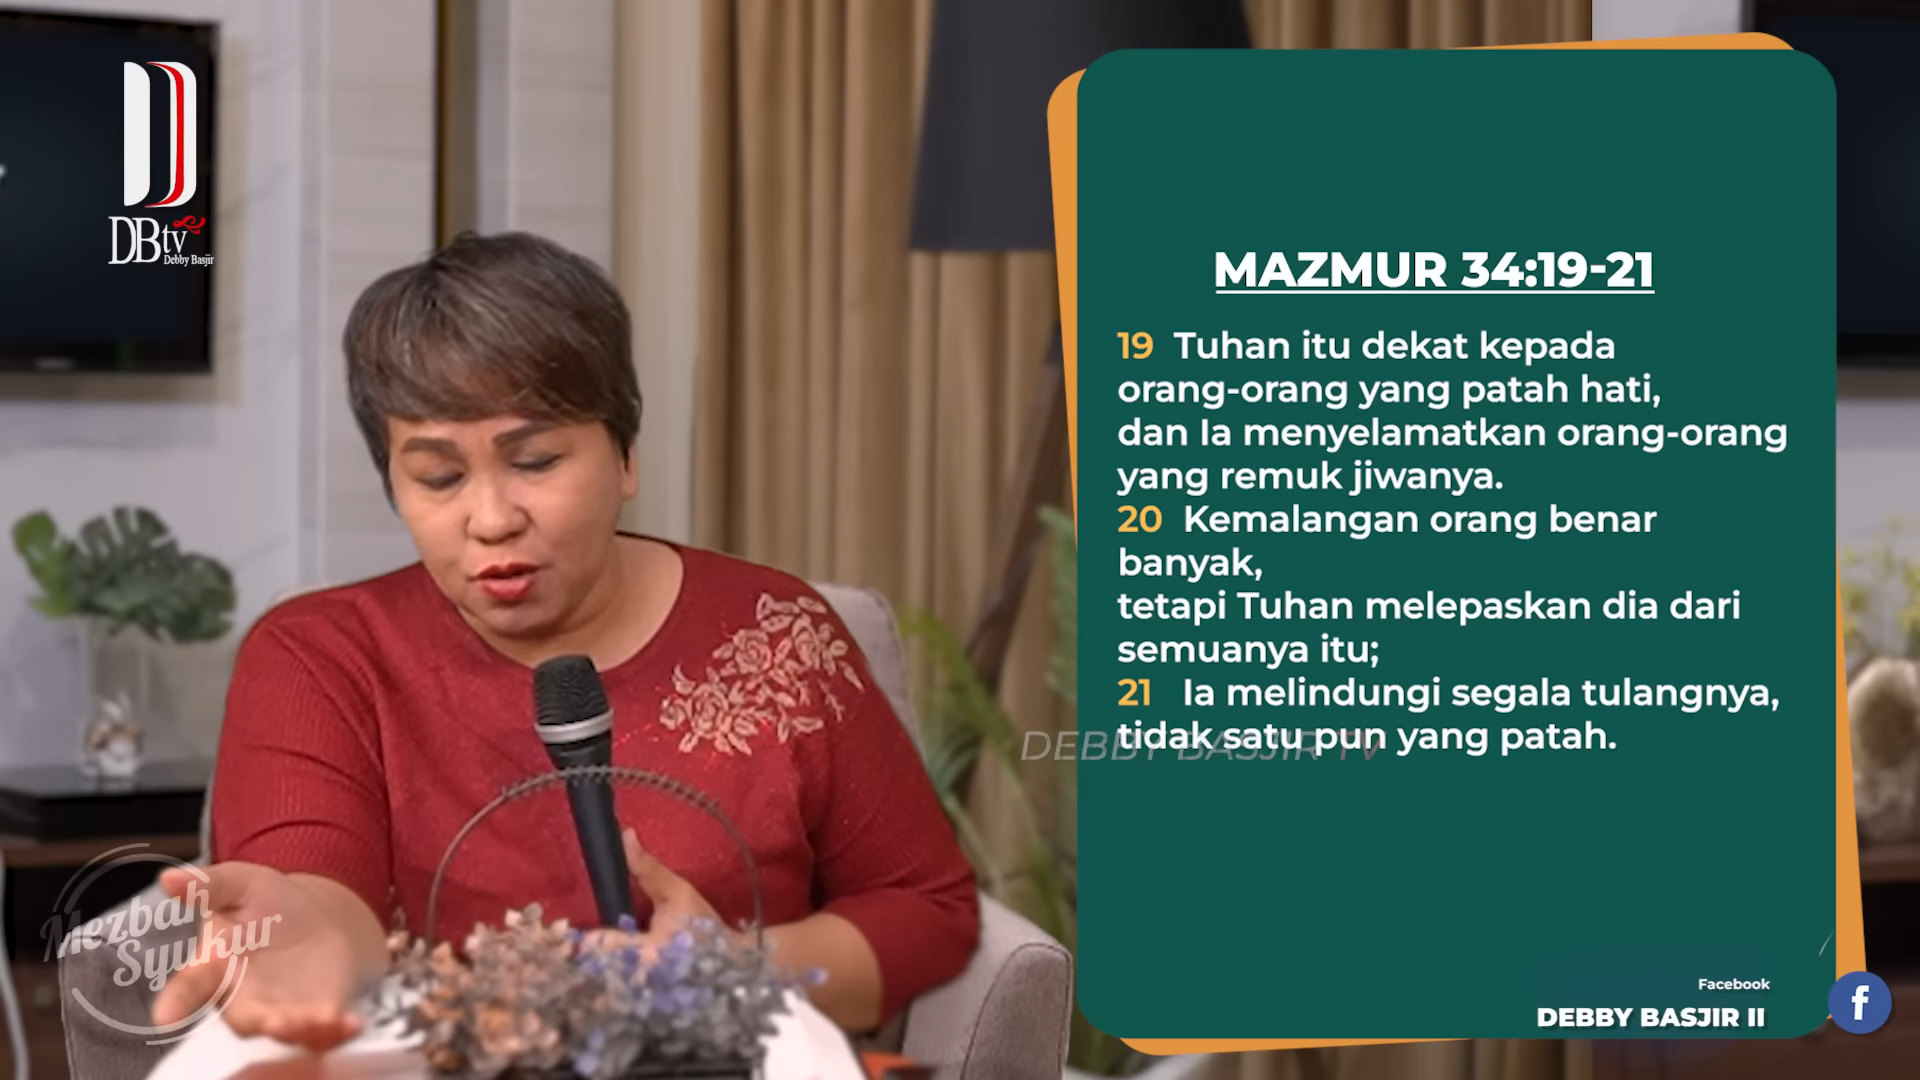 DBtv
Debby Basjir
MAZMUR 34:19-21
19 Tuhan itu dekat kepada
orang-orang yang patah hati,
dan Ia menyelamatkan orang-orang
yang remuk jiwanya.
20 Kemalangan orang benar
banyak,
tetapi Tuhan melepaskan dia dari
semuanya itu;
21 Ia melindungi segala tulangnya,
tidak satu pun yang patah.
DEBBY BASJIR TV
Mezbah
Syukur
Facebook
DEBBY BASJIR II
f